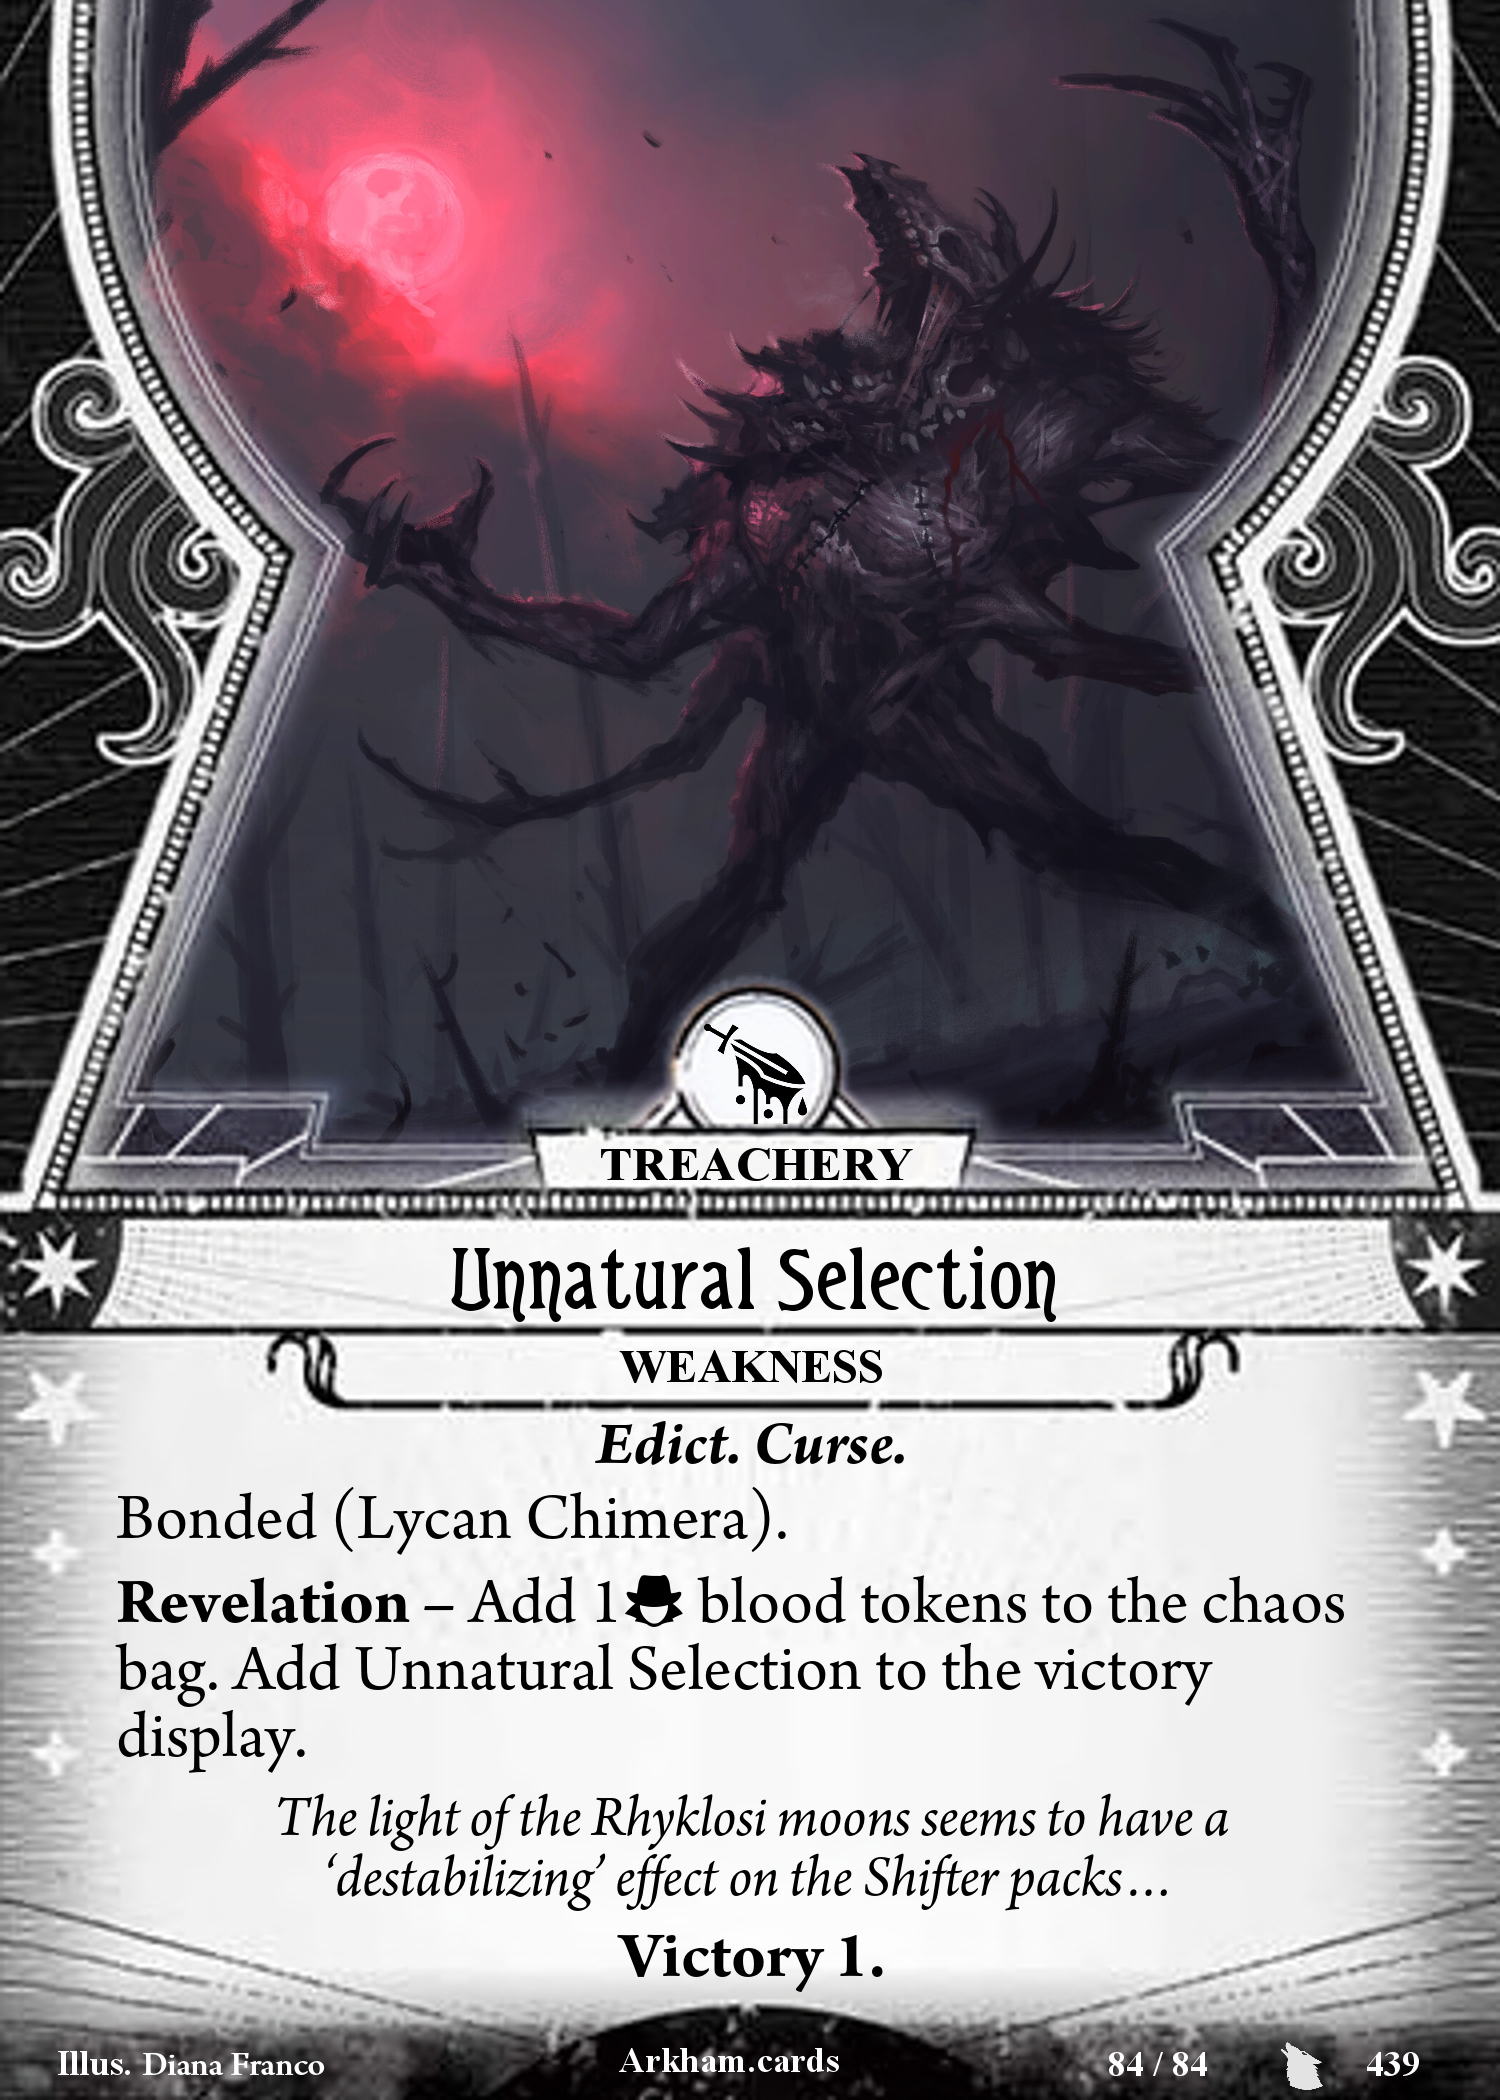 TREACHERY
Unnatural Selection
WEAKNESS
Edict. Curse.
Bonded (Lycan Chimera).
Revelation – Add 1 blood tokens to the chaos
bag. Add Unnatural Selection to the victory
display.
The light of the Rhyklosi moons seems to have a
‘destabilizing’ effect on the Shifter packs…
Victory 1.
Illus. Diana Franco
Arkham.cards
84 / 84
439